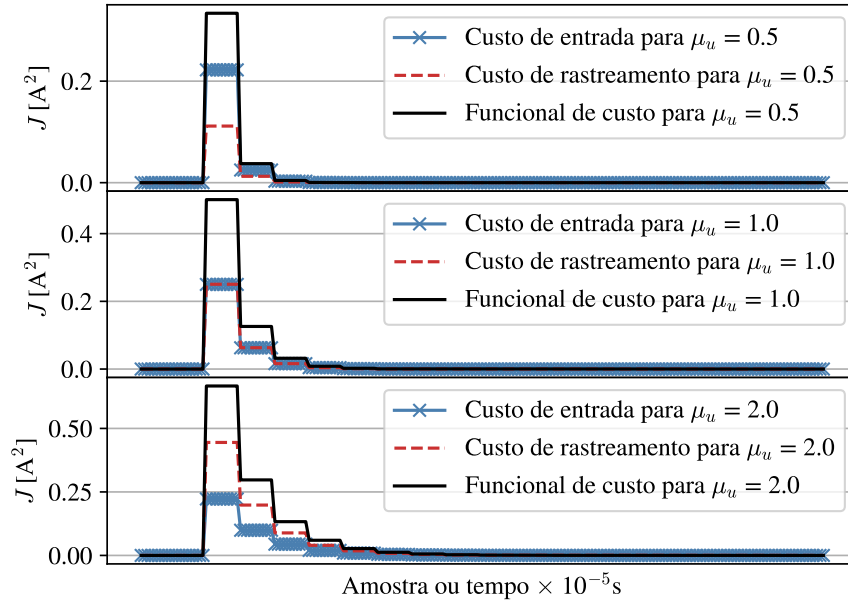 J [A²]
0.2
0.0
Custo de entrada para μᵤ = 0.5
Custo de rastreamento para μᵤ = 0.5
Funcional de custo para μᵤ = 0.5
J [A²]
0.4
0.2
0.0
Custo de entrada para μᵤ = 1.0
Custo de rastreamento para μᵤ = 1.0
Funcional de custo para μᵤ = 1.0
J [A²]
0.50
0.25
0.00
Custo de entrada para μᵤ = 2.0
Custo de rastreamento para μᵤ = 2.0
Funcional de custo para μᵤ = 2.0
Amostra ou tempo × 10⁻⁵s